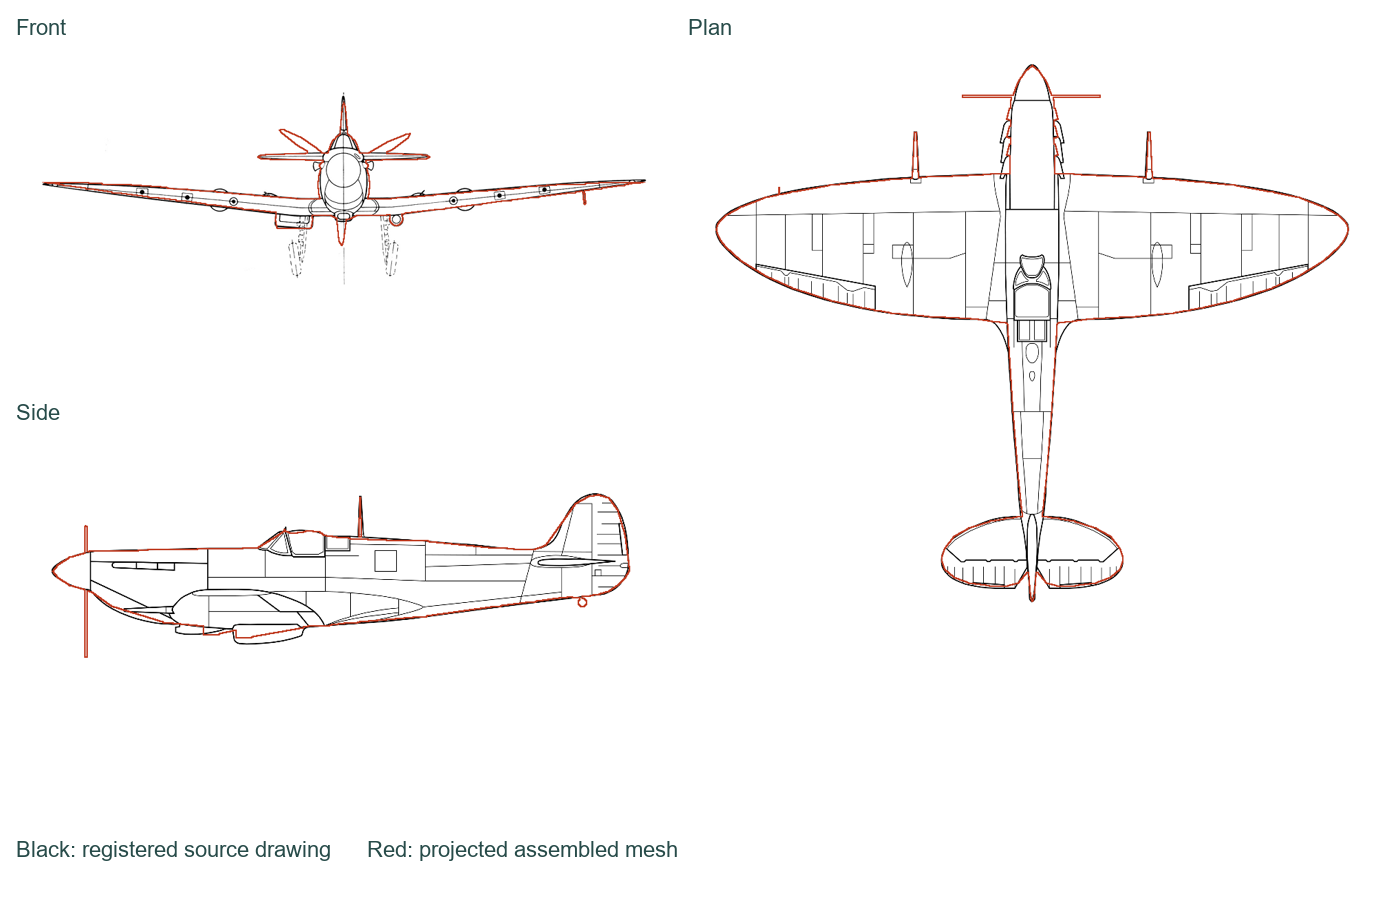 Front
Plan
Side
Black: registered source drawing
Red: projected assembled mesh